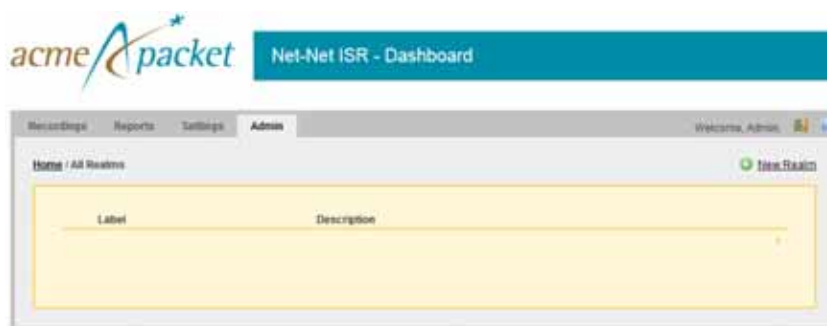 acme packet
Net-Net ISR - Dashboard
Recordings Reports Settings Admin
Welcome, Admin
Home / All Realms
New Realm
Label Description